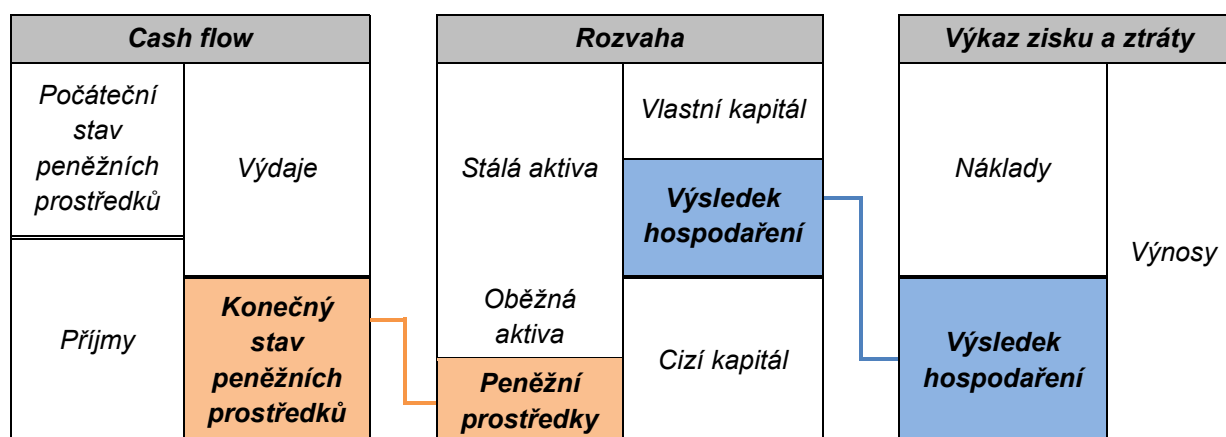 Cash flow
Počáteční
stav
peněžních
prostředků
Příjmy
Výdaje
Konečný
stav
peněžních
prostředků
Rozvaha
Stálá aktiva
Oběžná
aktiva
Peněžní
prostředky
Vlastní kapitál
Výsledek
hospodaření
Cizí kapitál
Výkaz zisku a ztráty
Náklady
Výsledek
hospodaření
Výnosy